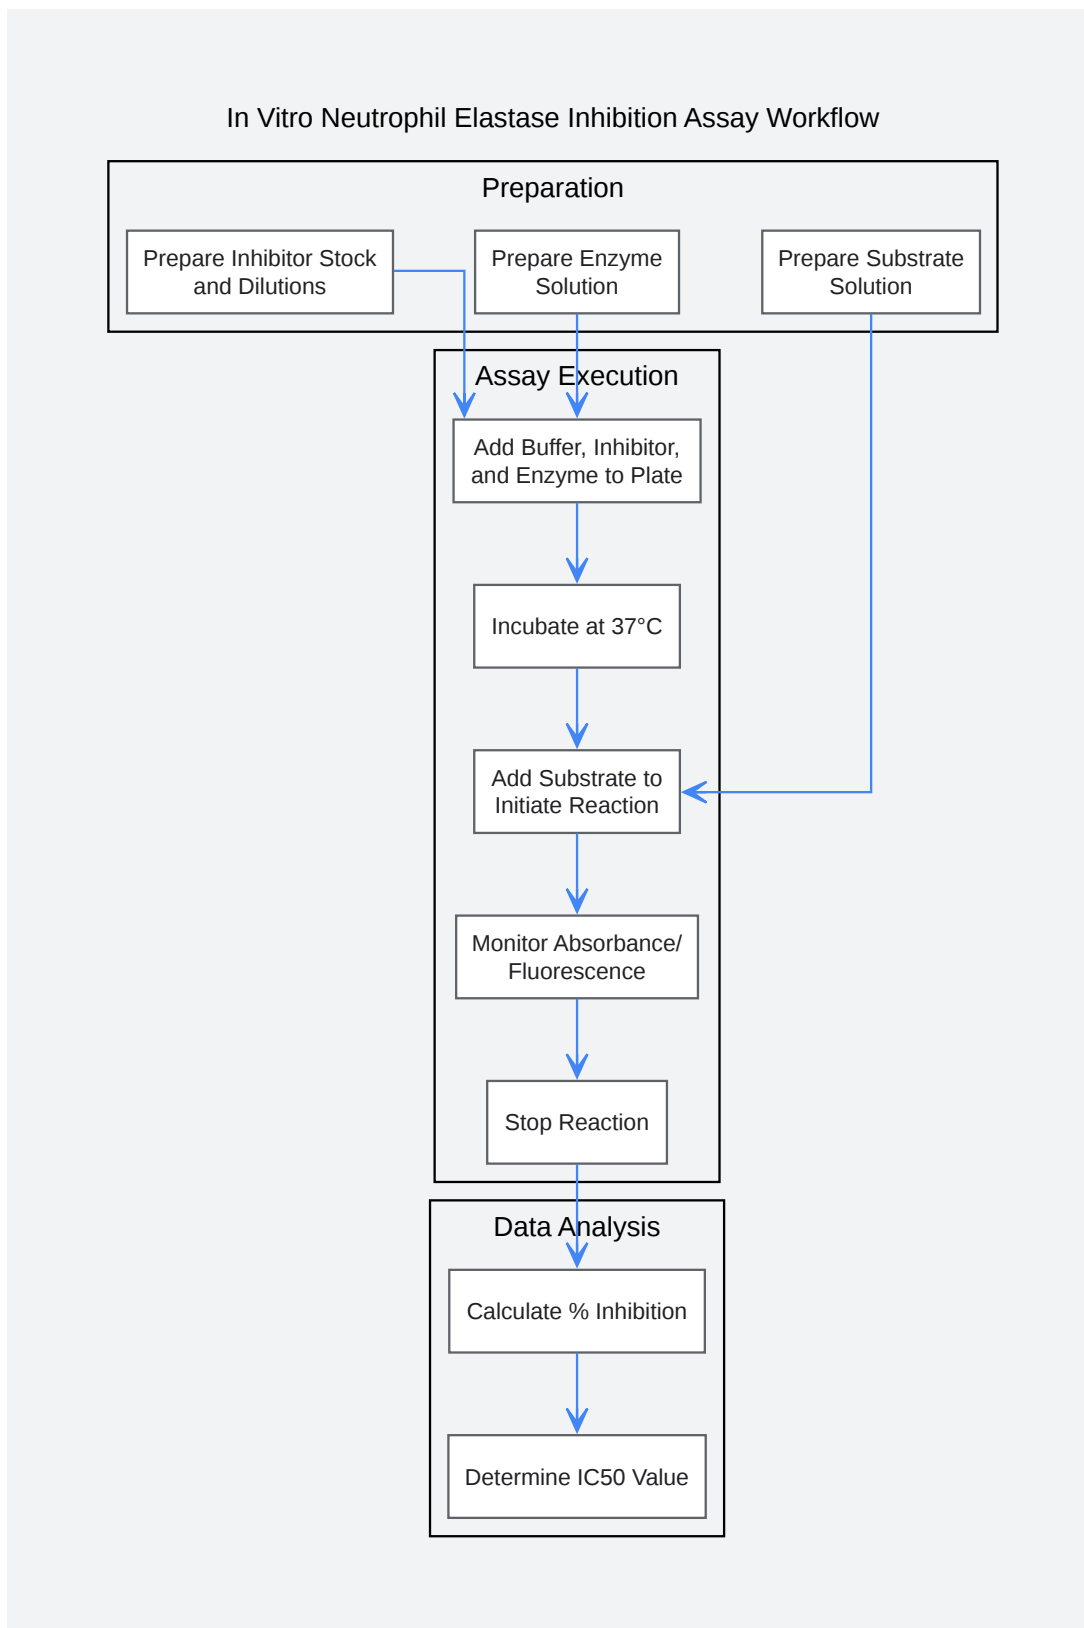 In Vitro Neutrophil Elastase Inhibition Assay Workflow
Preparation
Prepare Inhibitor Stock
and Dilutions
Prepare Enzyme
Solution
Prepare Substrate
Solution
Assay Execution
Add Buffer, Inhibitor,
and Enzyme to Plate
Incubate at 37°C
Add Substrate to
Initiate Reaction
Monitor Absorbance/
Fluorescence
Stop Reaction
Data Analysis
Calculate % Inhibition
Determine IC50 Value